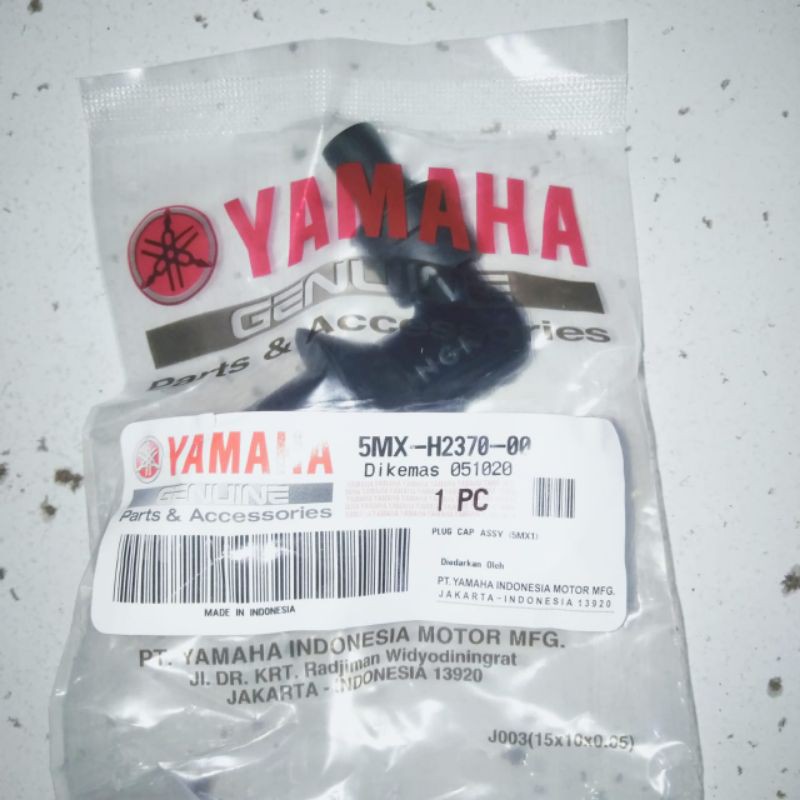 YAMAHA
GENUINE
Parts & Accessories
NGK
YAMAHA
GENUINE
Parts & Accessories
5MX-H2370-00
Dikemas 051020
1 PC
PLUG CAP ASSY (5MX1)
Diedarkan Oleh
PT. YAMAHA INDONESIA MOTOR MFG.
JAKARTA-INDONESIA 13920
MADE IN INDONESIA
PT. YAMAHA INDONESIA MOTOR MFG.
Jl. DR. KRT. Radjiman Widyodiningrat
JAKARTA - INDONESIA 13920
J003(15x10x0.05)